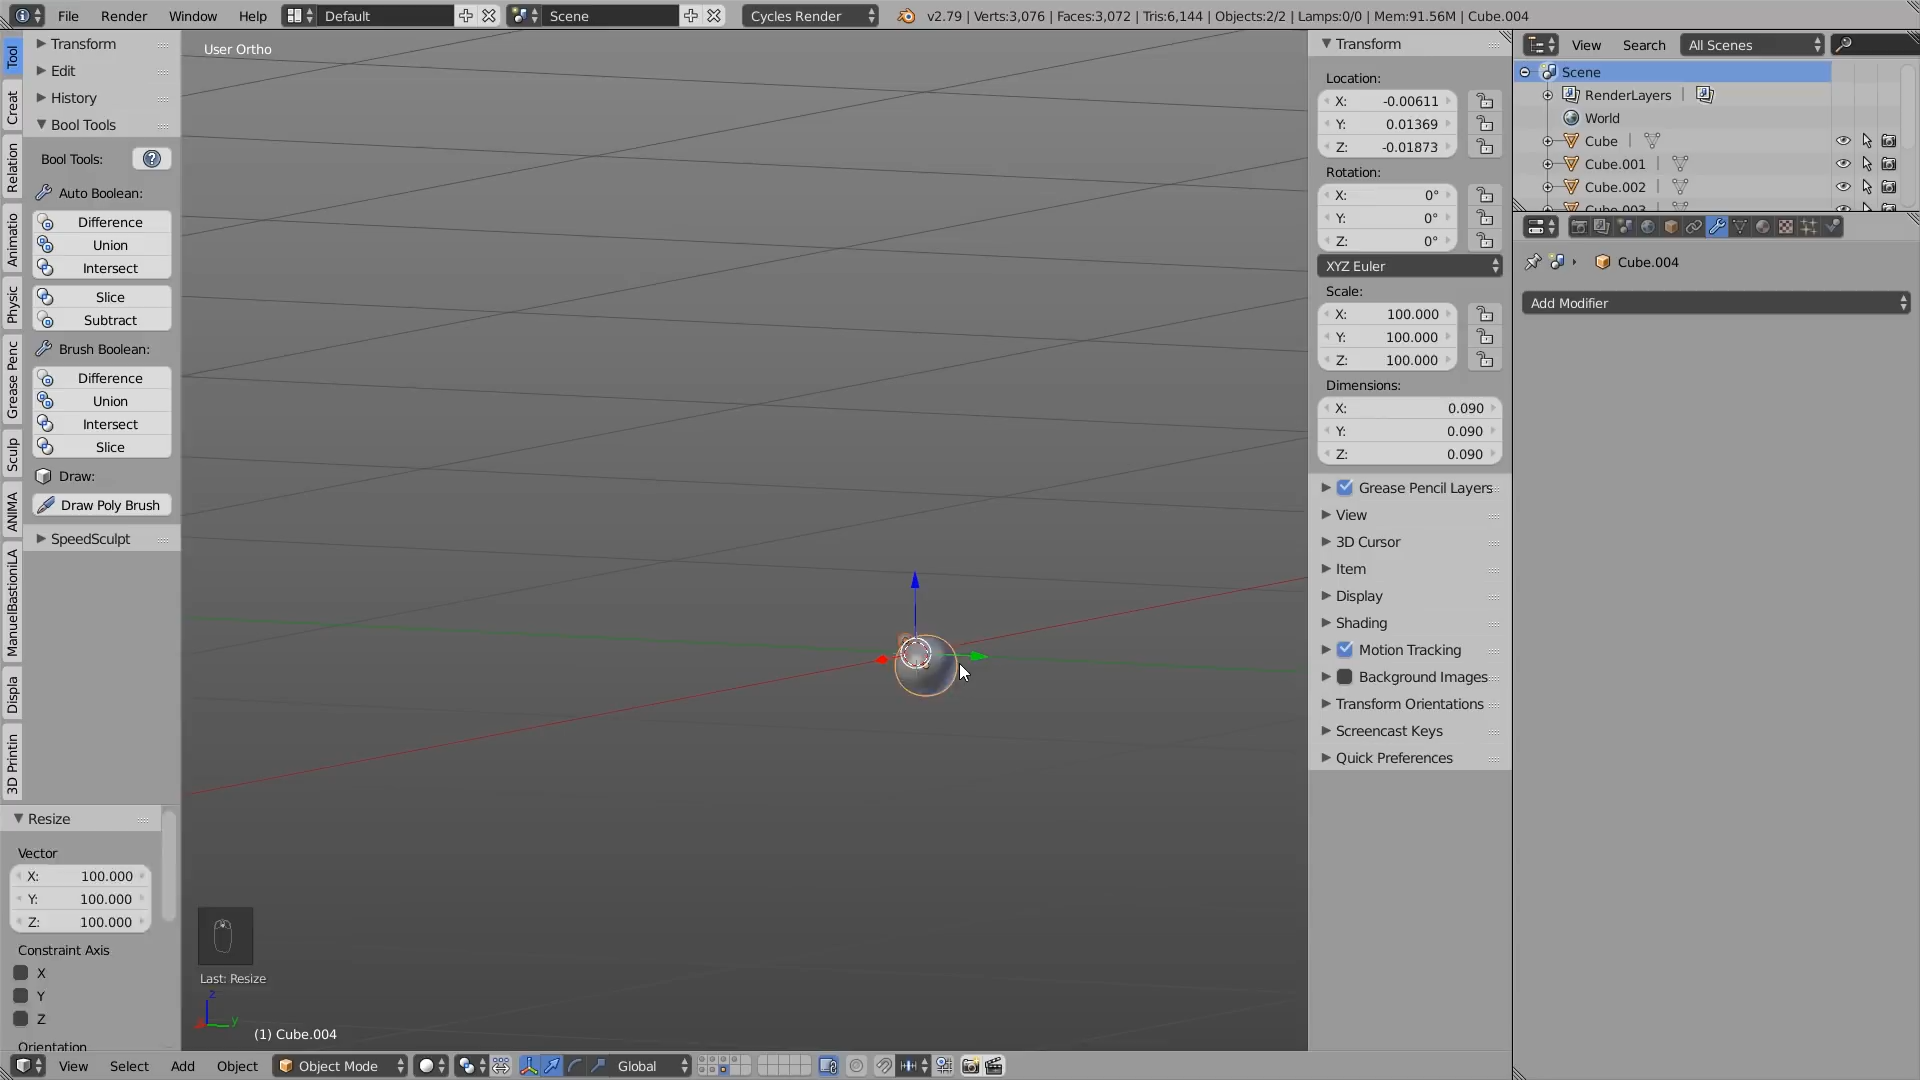 File Render Window Help Default Scene Cycles Render v2.79 | Verts:3,076 | Faces:3,072 | Tris:6,144 | Objects:2/2 | Lamps:0/0 | Mem:91.56M | Cube.004
Tool
Creat
Relation
Animatio
Physic
Grease Penc
Sculp
ANIMA
ManuelBastioniLA
Displa
3D Printin
Transform
Edit
History
Bool Tools
Bool Tools:
Auto Boolean:
Difference
Union
Intersect
Slice
Subtract
Brush Boolean:
Difference
Union
Intersect
Slice
Draw:
Draw Poly Brush
SpeedSculpt
Resize
Vector
X: 100.000
Y: 100.000
Z: 100.000
Constraint Axis
X
Y
Z
Orientation
User Ortho
Last: Resize
z
y
(1) Cube.004
View Select Add Object Object Mode Global
Transform
Location:
X: -0.00611
Y: 0.01369
Z: -0.01873
Rotation:
X: 0°
Y: 0°
Z: 0°
XYZ Euler
Scale:
X: 100.000
Y: 100.000
Z: 100.000
Dimensions:
X: 0.090
Y: 0.090
Z: 0.090
Grease Pencil Layers
View
3D Cursor
Item
Display
Shading
Motion Tracking
Background Images
Transform Orientations
Screencast Keys
Quick Preferences
View Search All Scenes
Scene
RenderLayers
World
Cube
Cube.001
Cube.002
Cube.003
Cube.004
Add Modifier